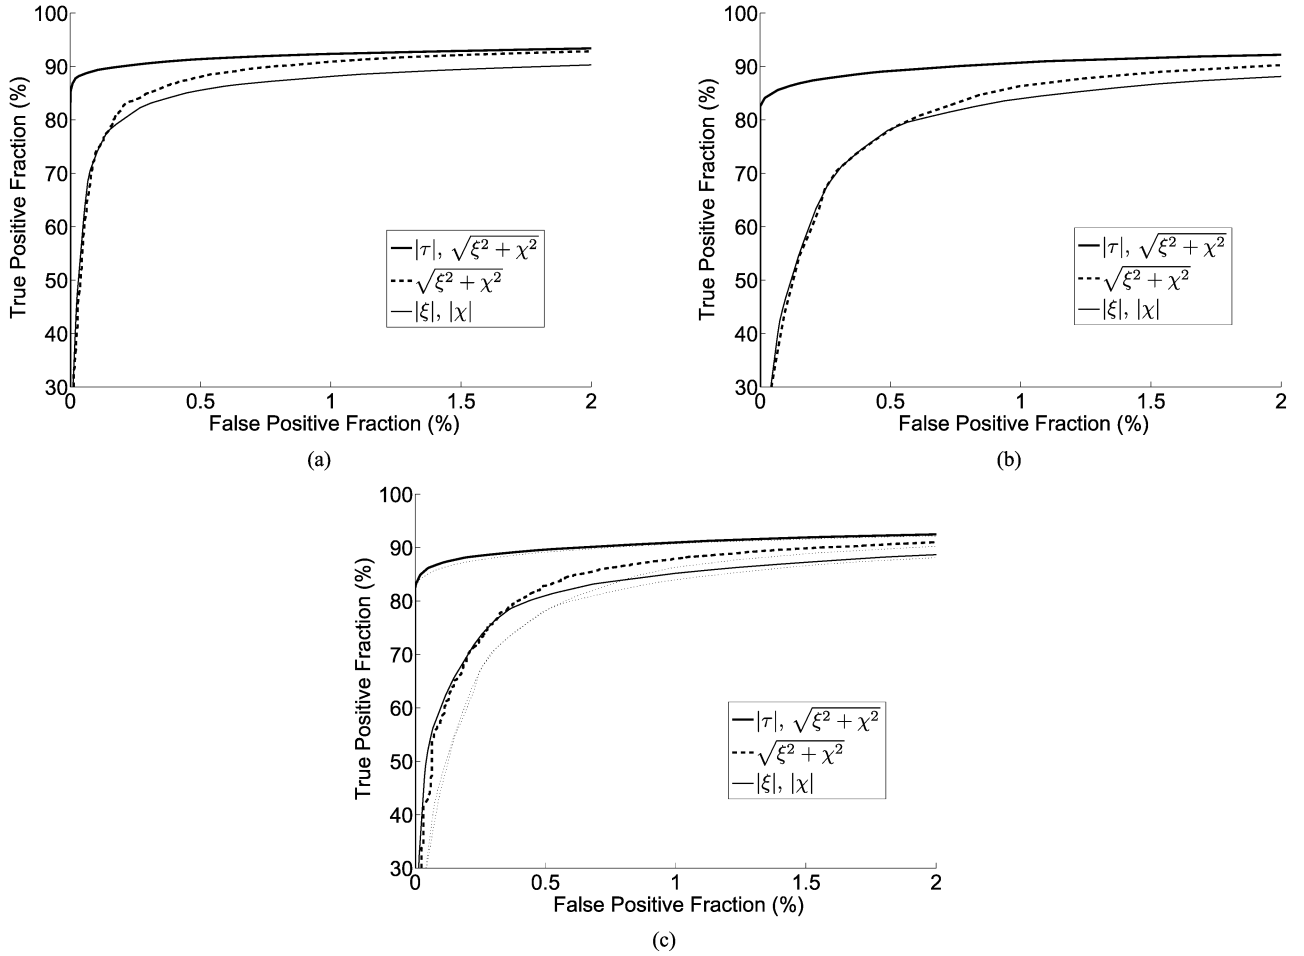 100
90
80
70
60
50
40
30
True Positive Fraction (%)
|τ|, √ξ² + χ²
√ξ² + χ²
|ξ|, |χ|
0 0.5 1 1.5 2
False Positive Fraction (%)
(a)
100
90
80
70
60
50
40
30
True Positive Fraction (%)
|τ|, √ξ² + χ²
√ξ² + χ²
|ξ|, |χ|
0 0.5 1 1.5 2
False Positive Fraction (%)
(b)
100
90
80
70
60
50
40
30
True Positive Fraction (%)
|τ|, √ξ² + χ²
√ξ² + χ²
|ξ|, |χ|
0 0.5 1 1.5 2
False Positive Fraction (%)
(c)